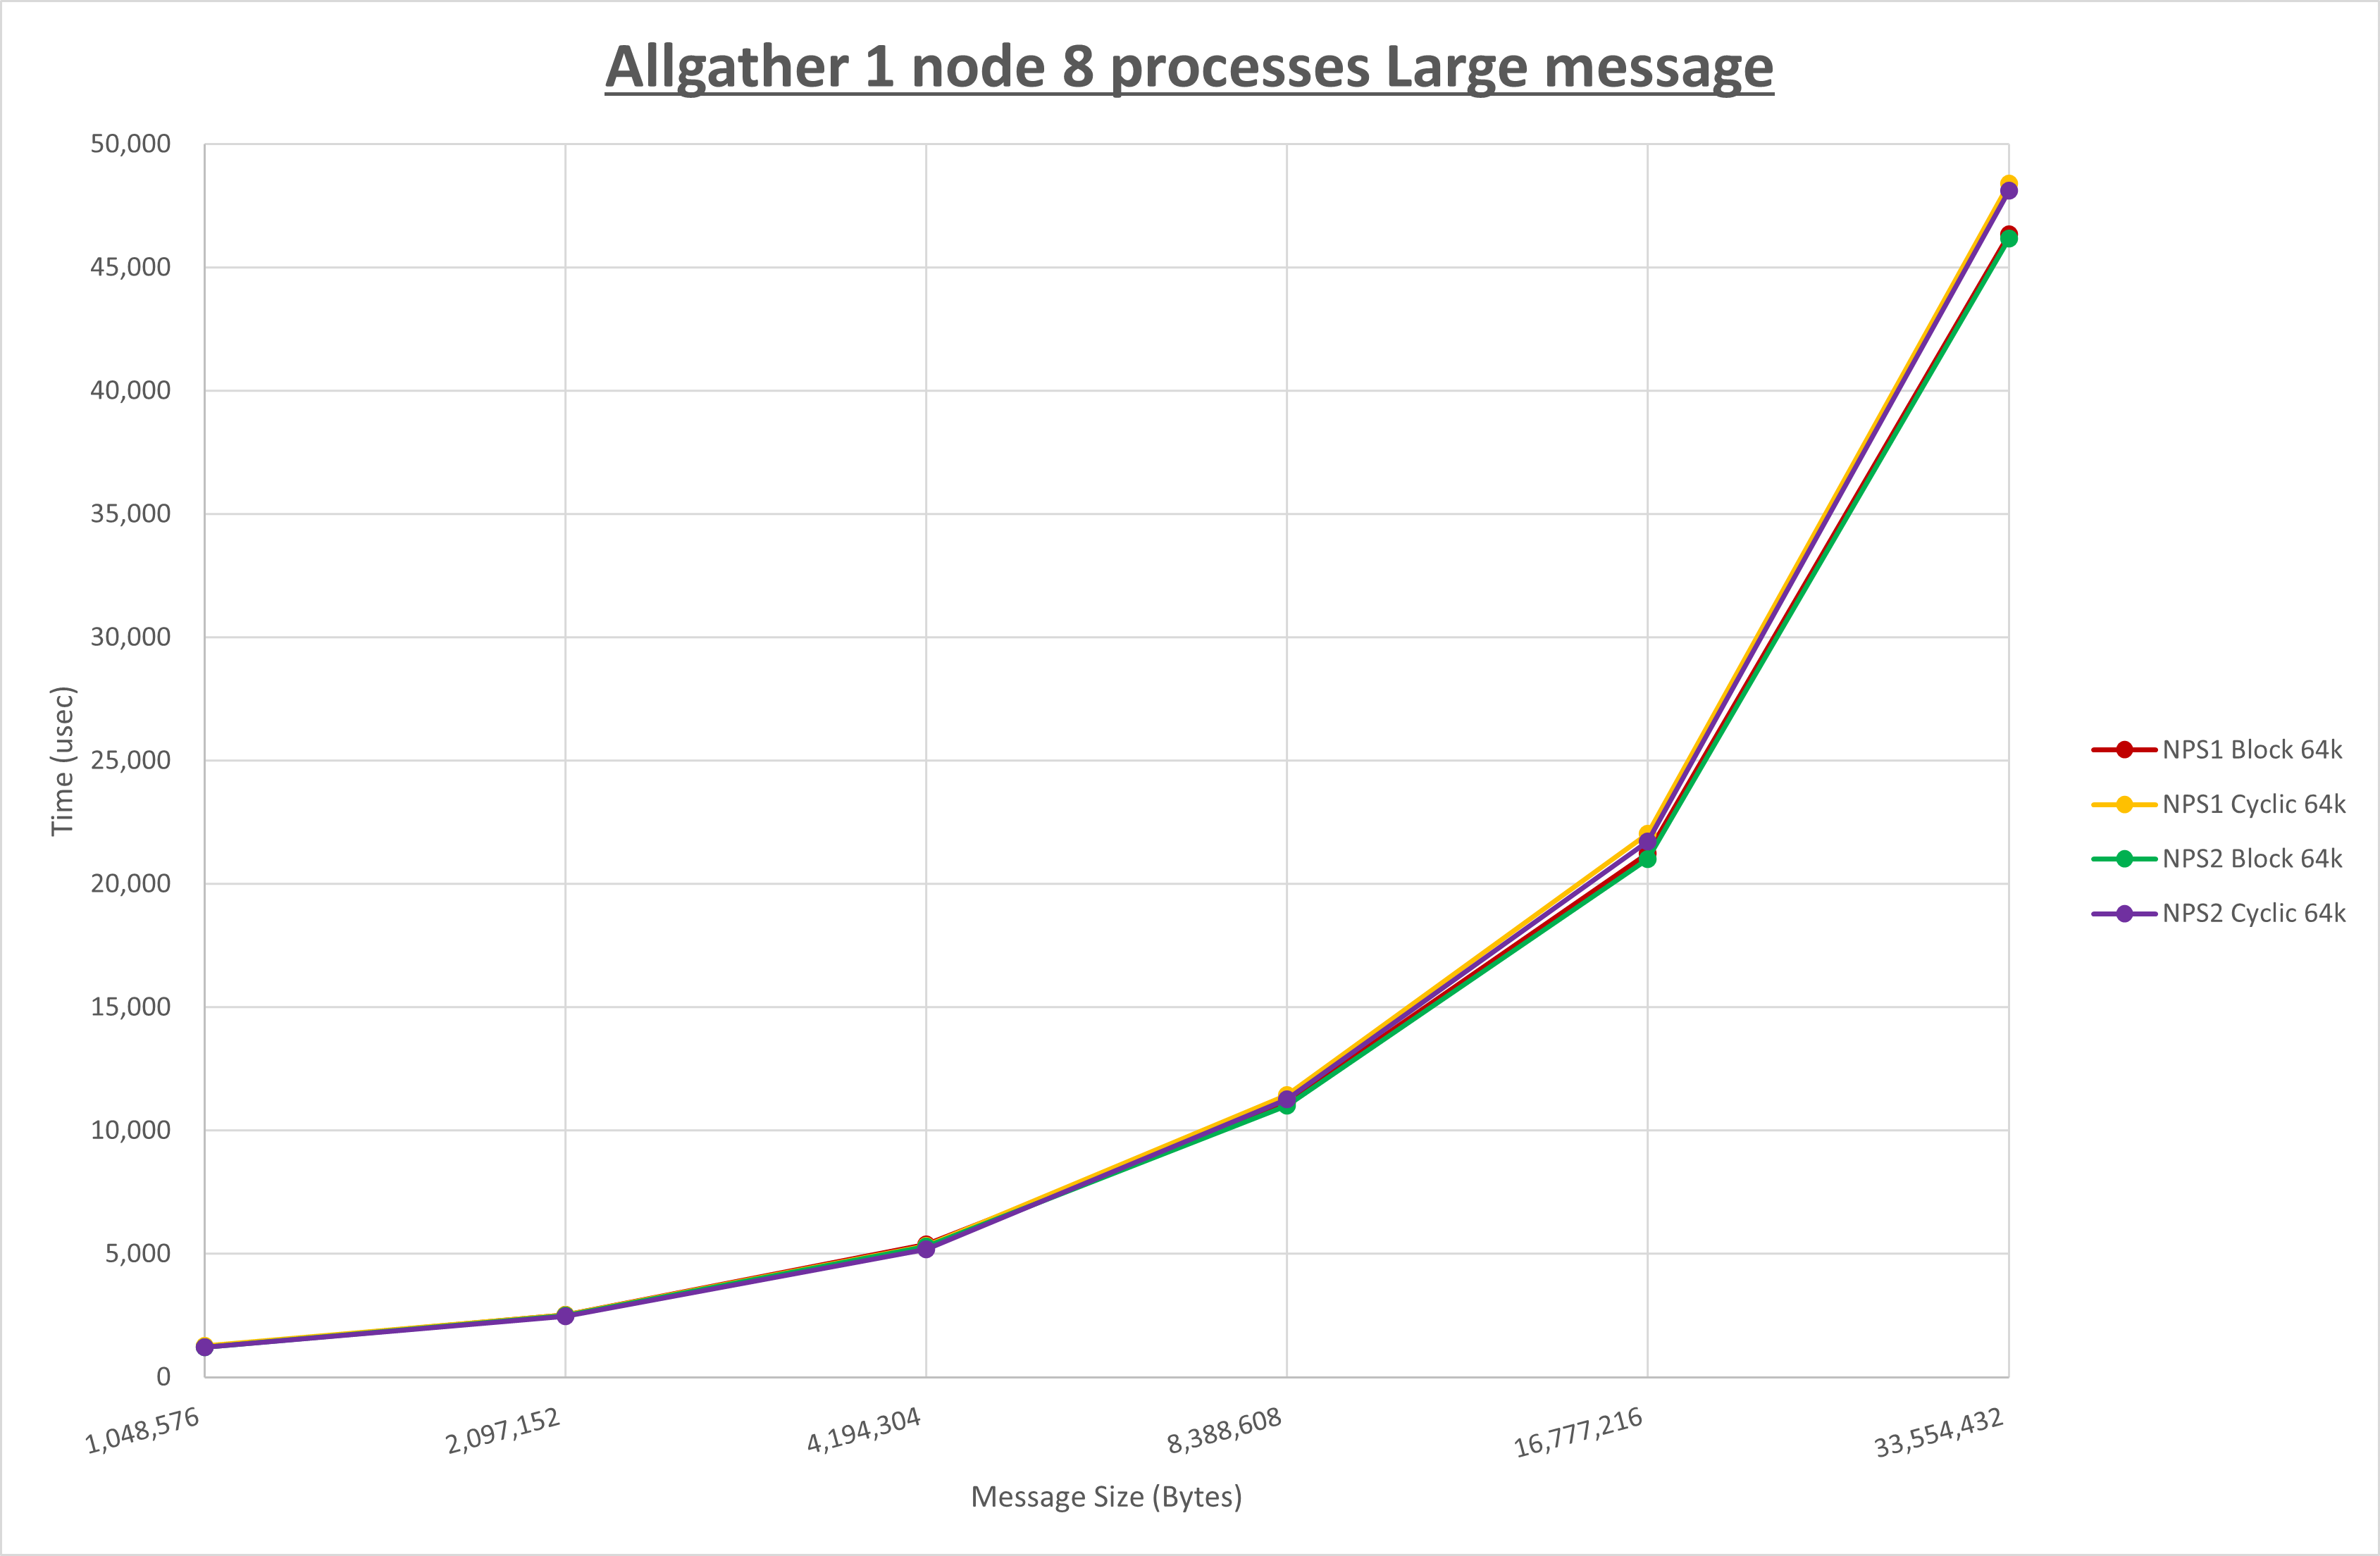 Allgather 1 node 8 processes Large message
50,000
45,000
40,000
35,000
30,000
25,000
20,000
15,000
10,000
5,000
0
Time (usec)
1,048,576
2,097,152
4,194,304
8,388,608
16,777,216
33,554,432
Message Size (Bytes)
NPS1 Block 64k
NPS1 Cyclic 64k
NPS2 Block 64k
NPS2 Cyclic 64k